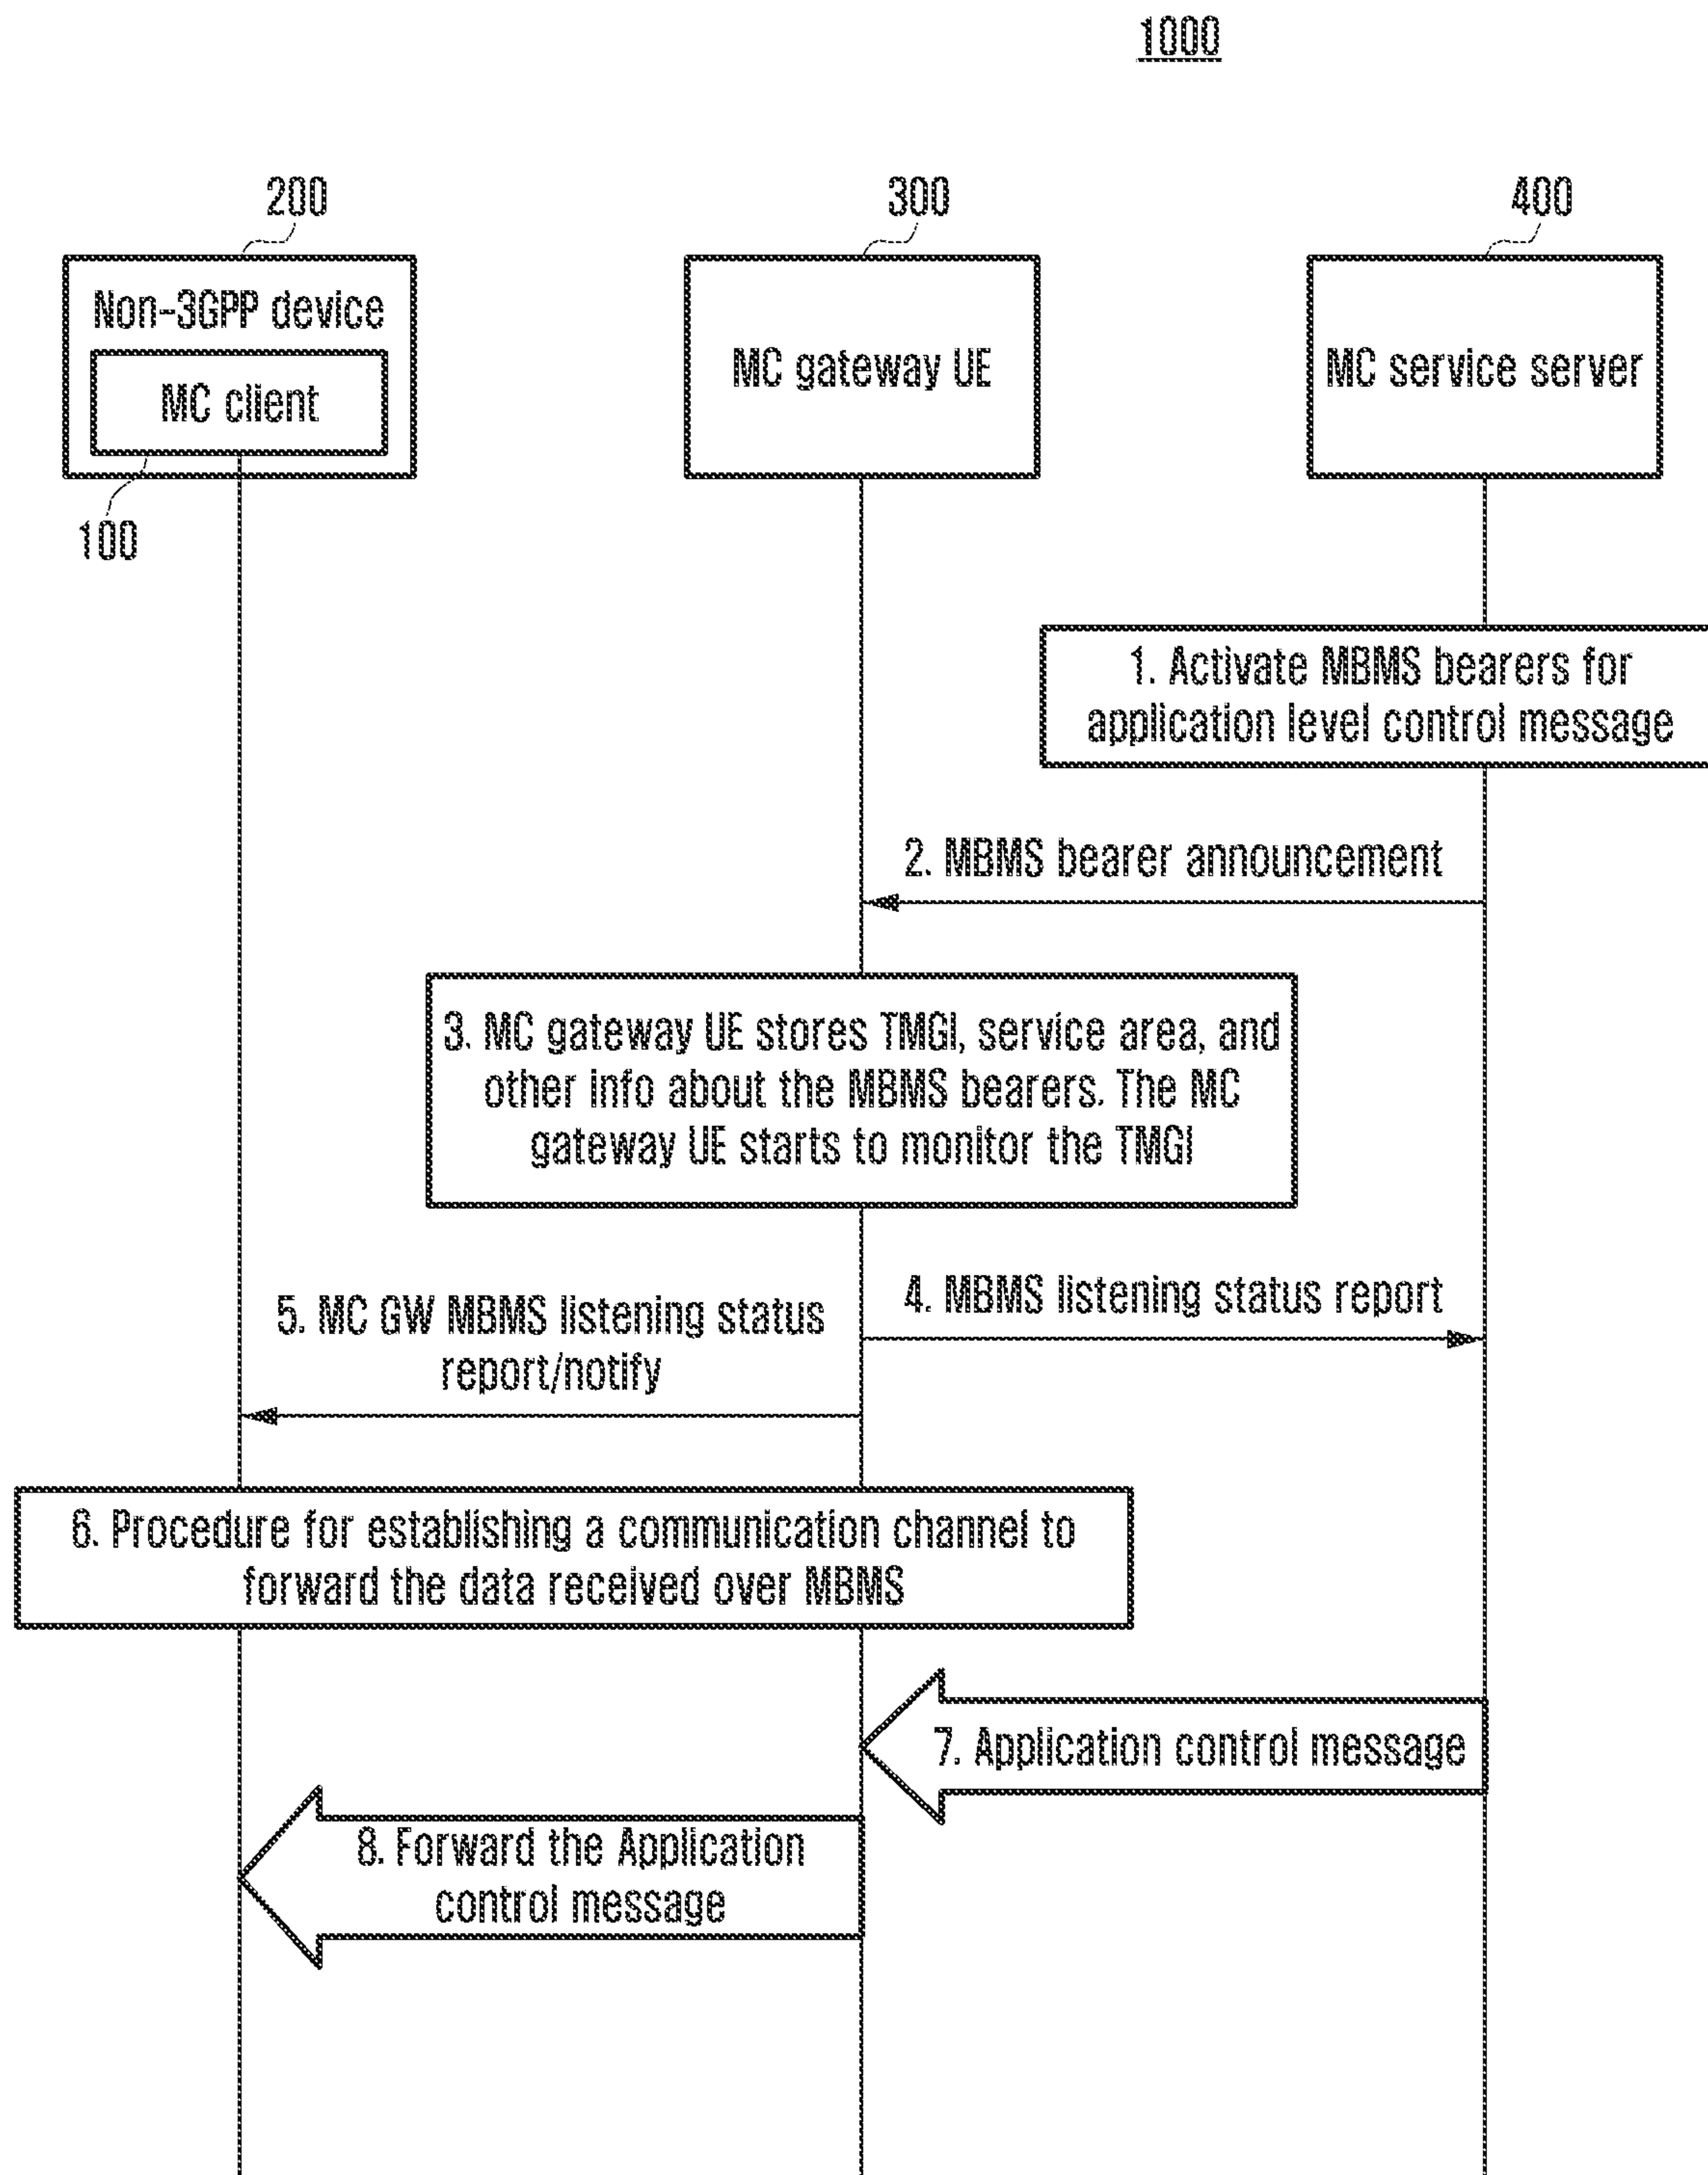 1000
200
300
400
Non-3GPP device
MC client
MC gateway UE
MC service server
100
1. Activate MBMS bearers for
application level control message
2. MBMS bearer announcement
3. MC gateway UE stores TMGI, service area, and
other info about the MBMS bearers. The MC
gateway UE starts to monitor the TMGI
4. MBMS listening status report
5. MC GW MBMS listening status
report/notify
6. Procedure for establishing a communication channel to
forward the data received over MBMS
7. Application control message
8. Forward the Application
control message